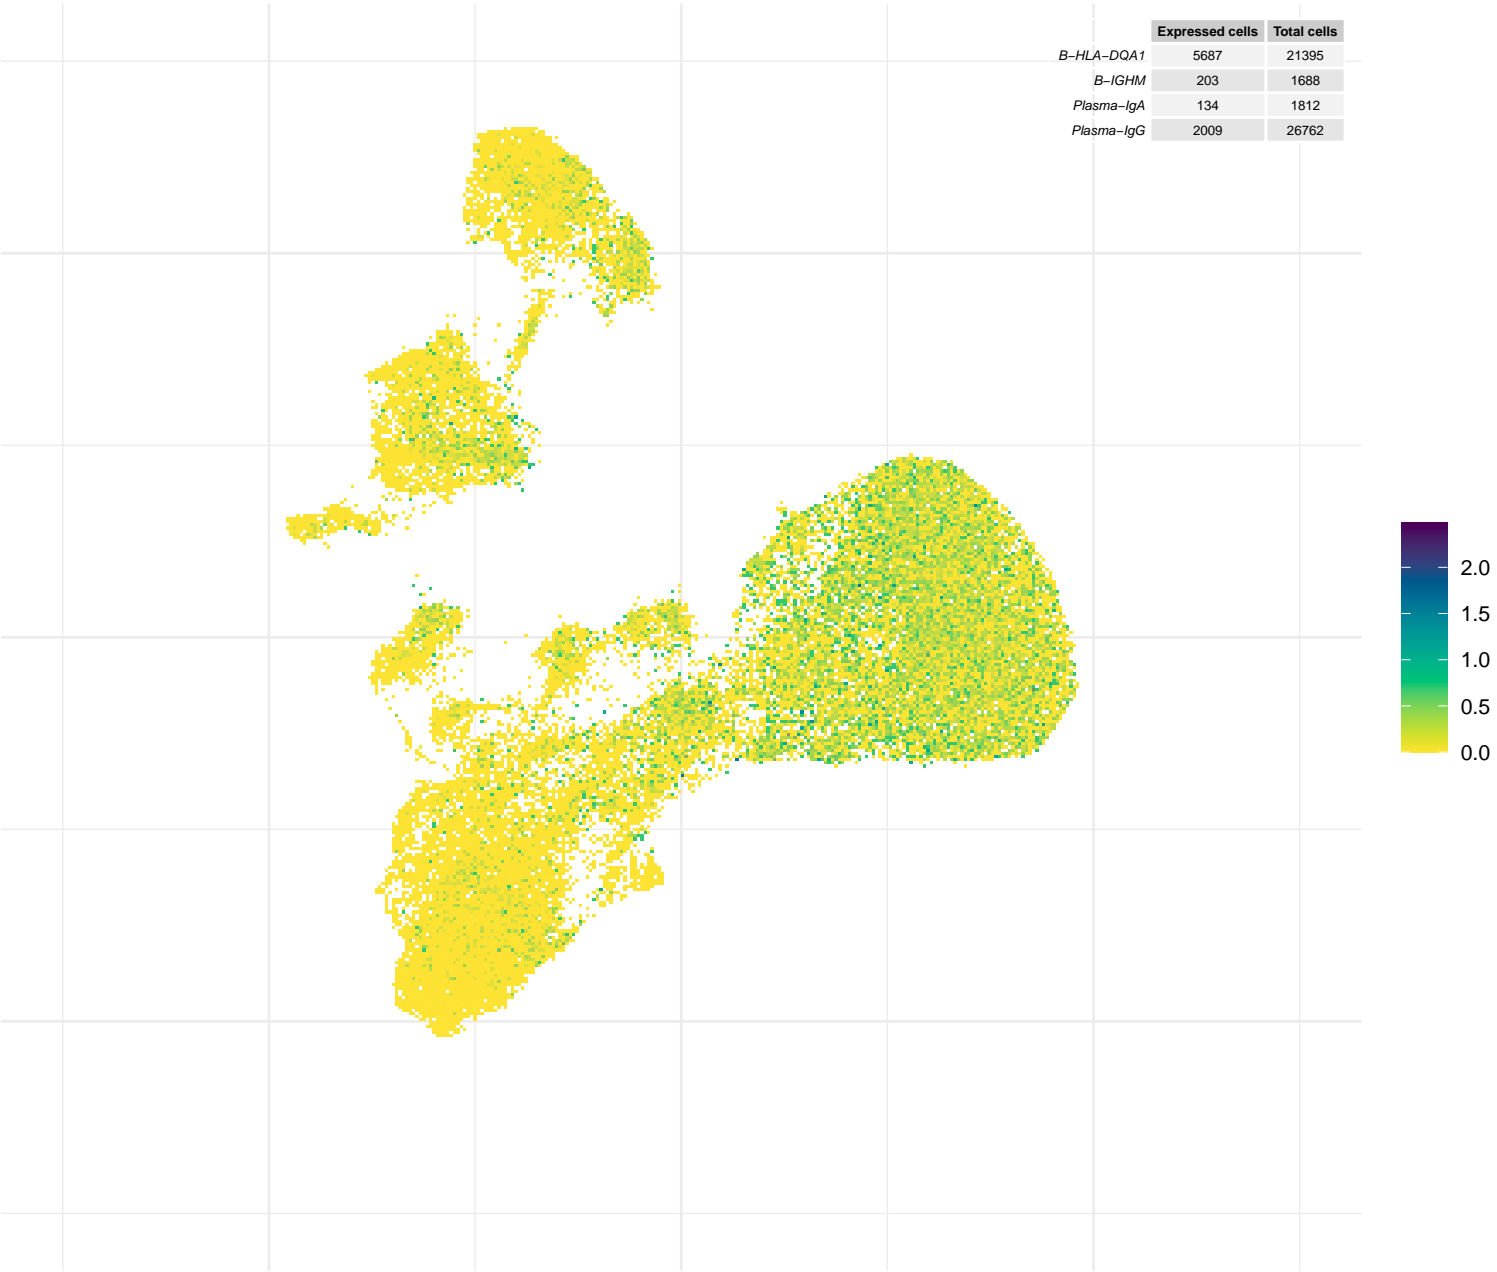 Expressed cells Total cells
B−HLA−DQA1 5687 21395
B−IGHM 203 1688
Plasma−IgA 134 1812
Plasma−IgG 2009 26762
2.0
1.5
1.0
0.5
0.0